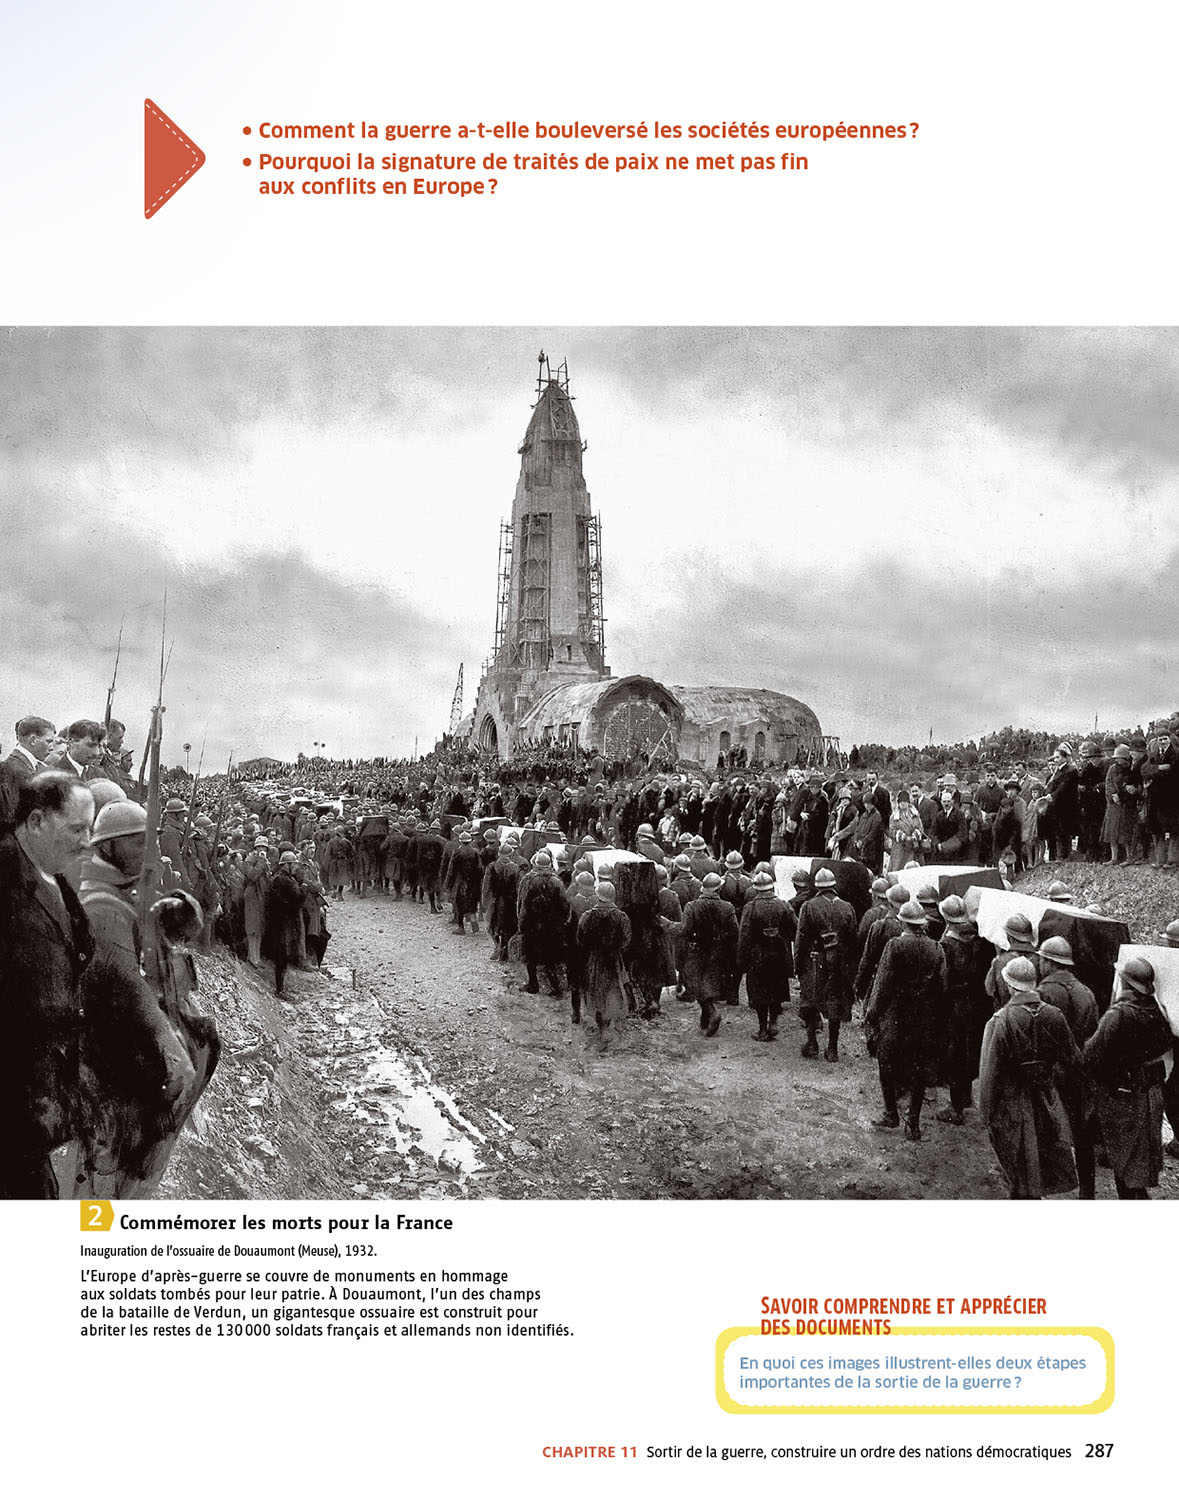 • Comment la guerre a-t-elle bouleversé les sociétés européennes ?
• Pourquoi la signature de traités de paix ne met pas fin
aux conflits en Europe ?
2 Commémorer les morts pour la France
Inauguration de l'ossuaire de Douaumont (Meuse), 1932.
L'Europe d'après-guerre se couvre de monuments en hommage
aux soldats tombés pour leur patrie. À Douaumont, l'un des champs
de la bataille de Verdun, un gigantesque ossuaire est construit pour
abriter les restes de 130 000 soldats français et allemands non identifiés.
SAVOIR COMPRENDRE ET APPRÉCIER
DES DOCUMENTS
En quoi ces images illustrent-elles deux étapes
importantes de la sortie de la guerre ?
CHAPITRE 11 Sortir de la guerre, construire un ordre des nations démocratiques 287